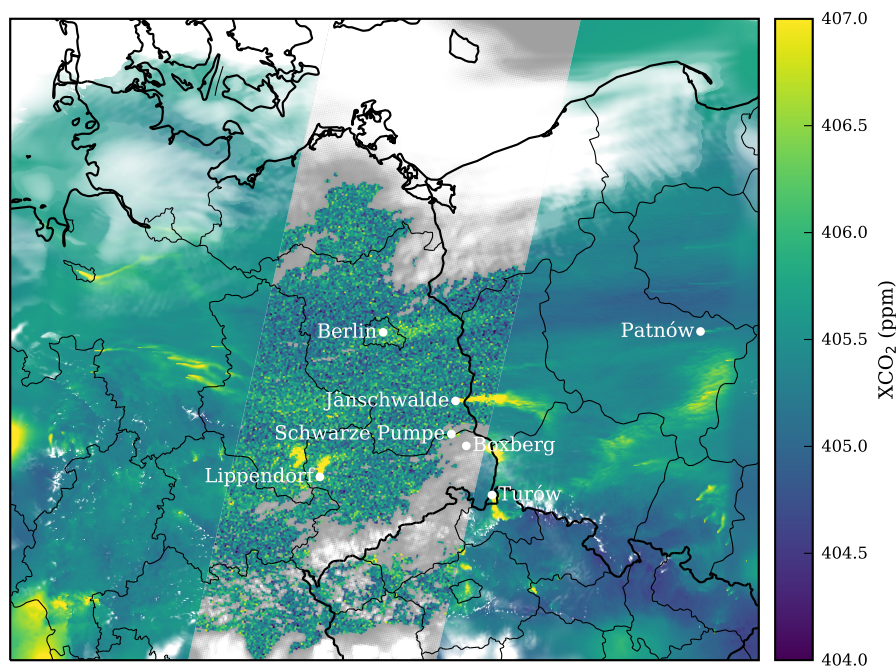 407.0
406.5
406.0
405.5
405.0
404.5
404.0
XCO₂ (ppm)
Berlin
Patnów
Jänschwalde
Schwarze Pumpe
Boxberg
Lippendorf
Turów